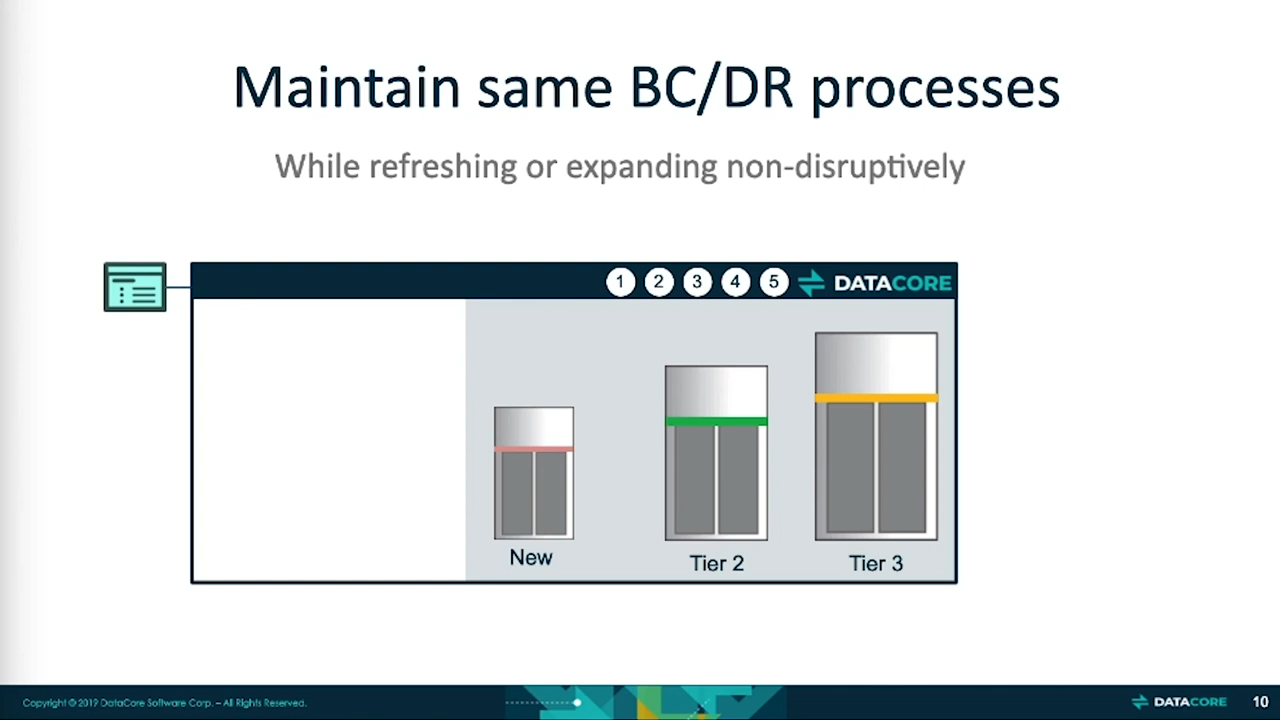 Maintain same BC/DR processes
While refreshing or expanding non-disruptively
1 2 3 4 5 DATACORE
New
Tier 2
Tier 3
Copyright © 2019 DataCore Software Corp. – All Rights Reserved.
DATACORE 10